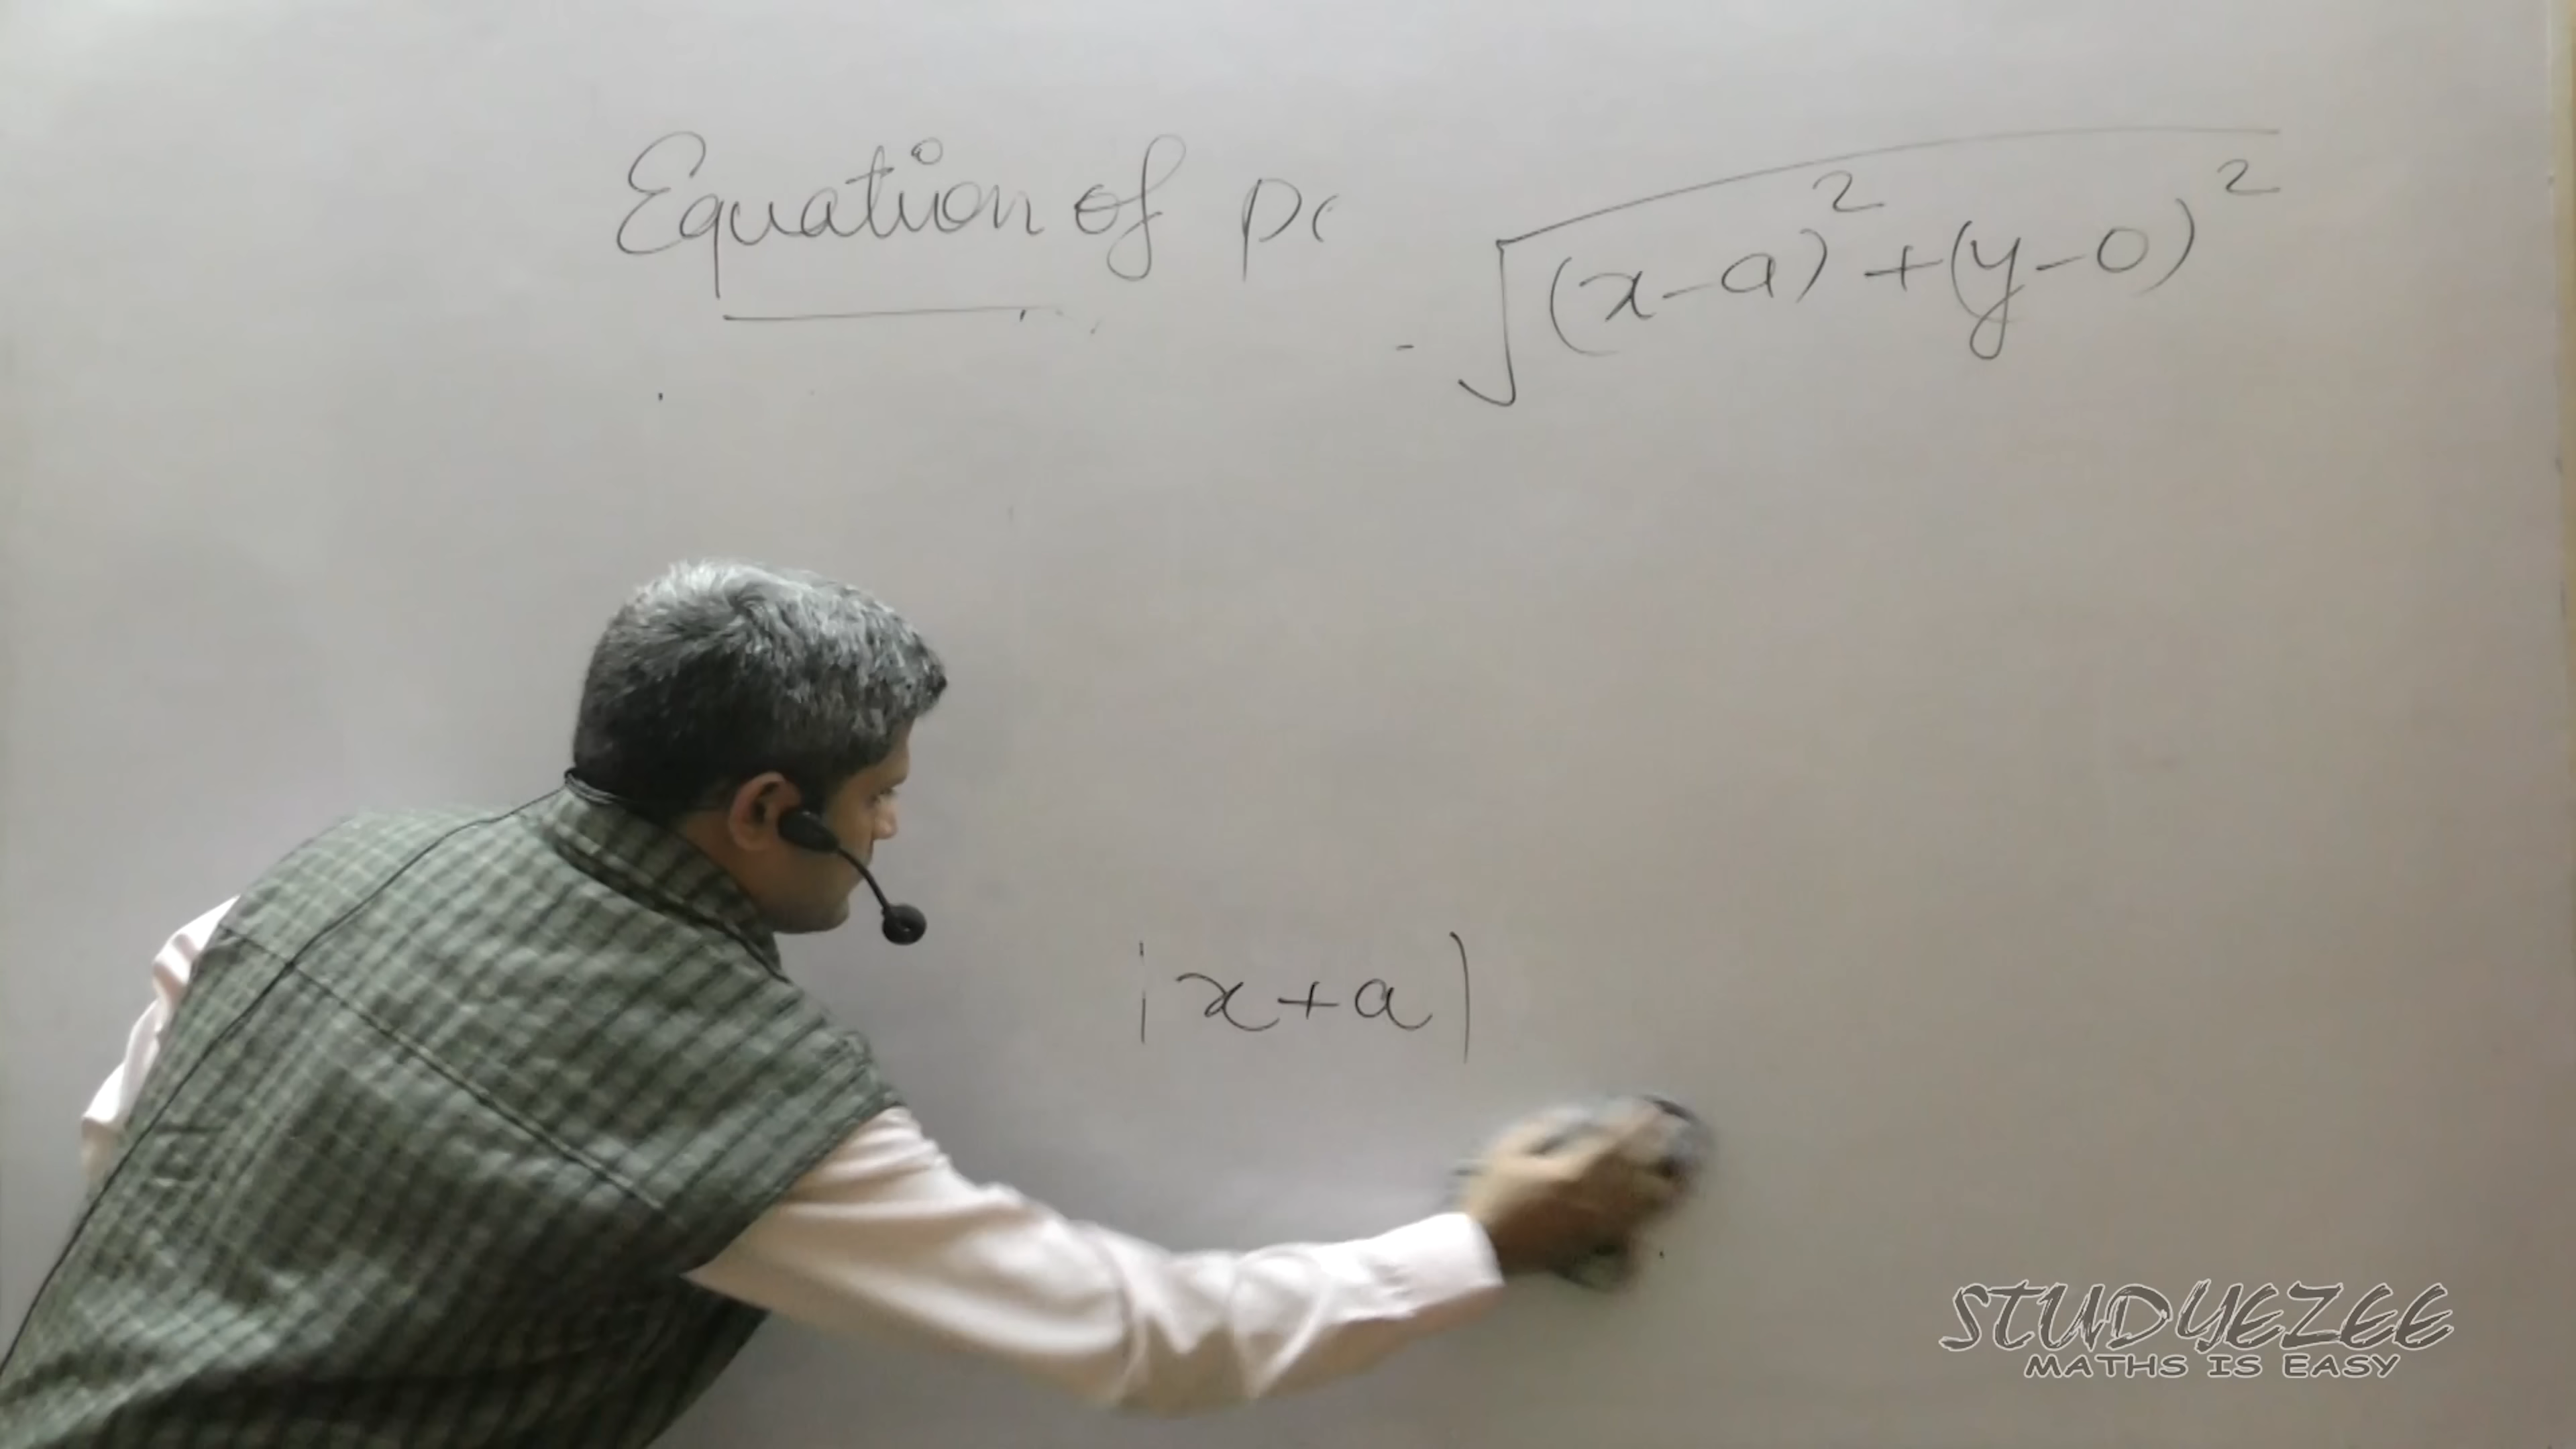 Equation of p
√(x-a)²+(y-0)²
|x+a|
STUDYEZEE
MATHS IS EASY